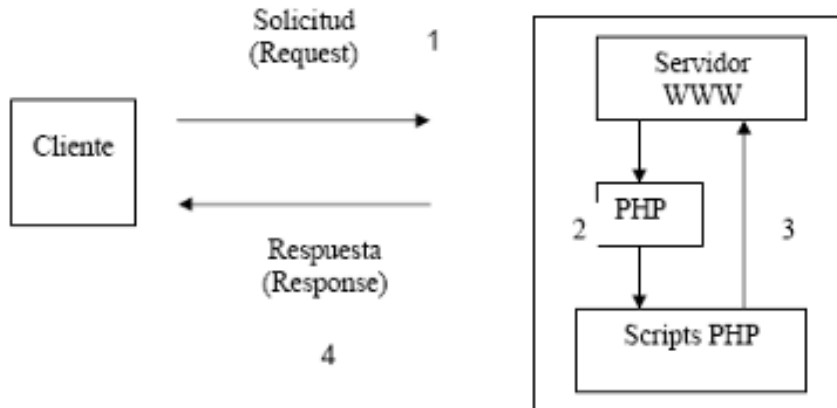 Solicitud
(Request)
1
Cliente
Respuesta
(Response)
4
Servidor
WWW
PHP
2
3
Scripts PHP